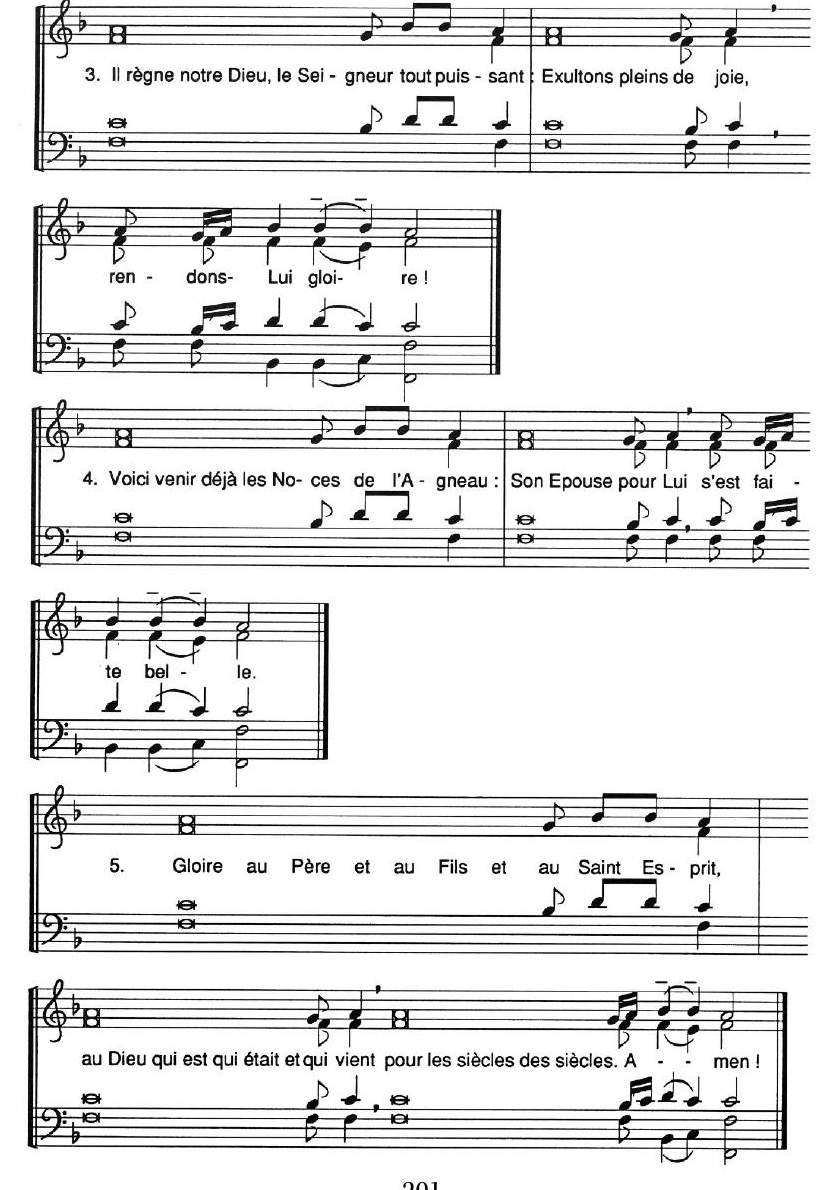 3. Il règne notre Dieu, le Sei - gneur tout puis - sant : Exultons pleins de joie,
ren - dons- Lui gloi- re !
4. Voici venir déjà les No- ces de l'A - gneau : Son Epouse pour Lui s'est fai -
te bel - le.
5. Gloire au Père et au Fils et au Saint Es - prit,
au Dieu qui est qui était et qui vient pour les siècles des siècles. A - - men !
201